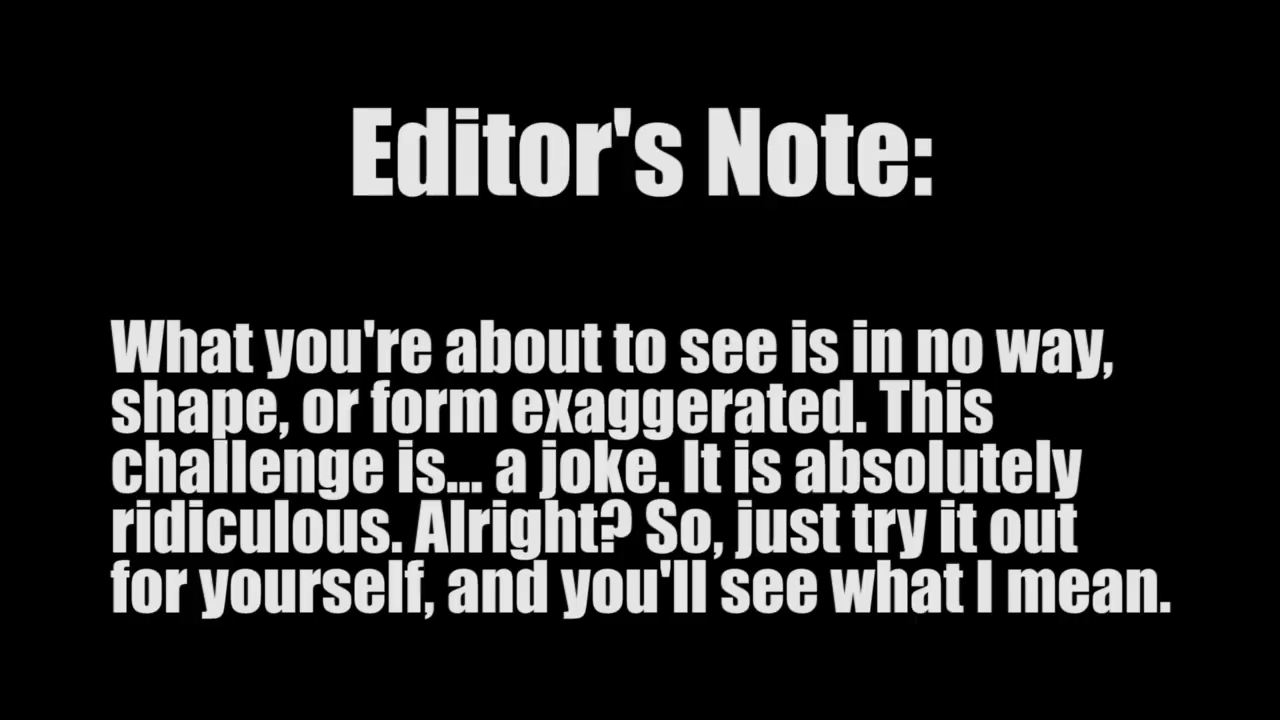 Editor's Note:
What you're about to see is in no way,
shape, or form exaggerated. This
challenge is... a joke. It is absolutely
ridiculous. Alright? So, just try it out
for yourself, and you'll see what I mean.